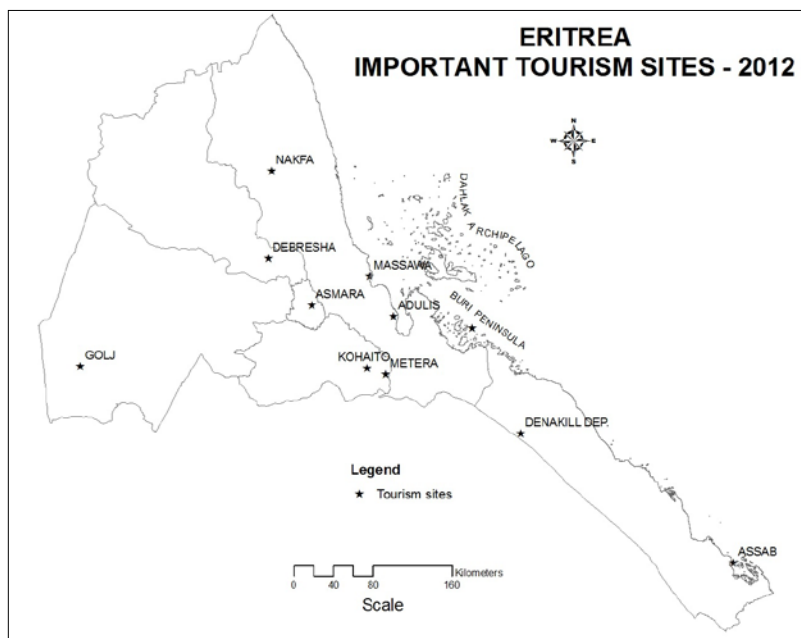 ERITREA
IMPORTANT TOURISM SITES - 2012
N
W E
S
NAKFA
DAHLAK ARCHIPELAGO
DEBRESHA
MASSAWA
ASMARA
ADULIS
BURI PENINSULA
GOLJ
KOHAITO
METERA
DENAKILL DEP.
Legend
Tourism sites
ASSAB
Kilometers
0 40 80 160
Scale